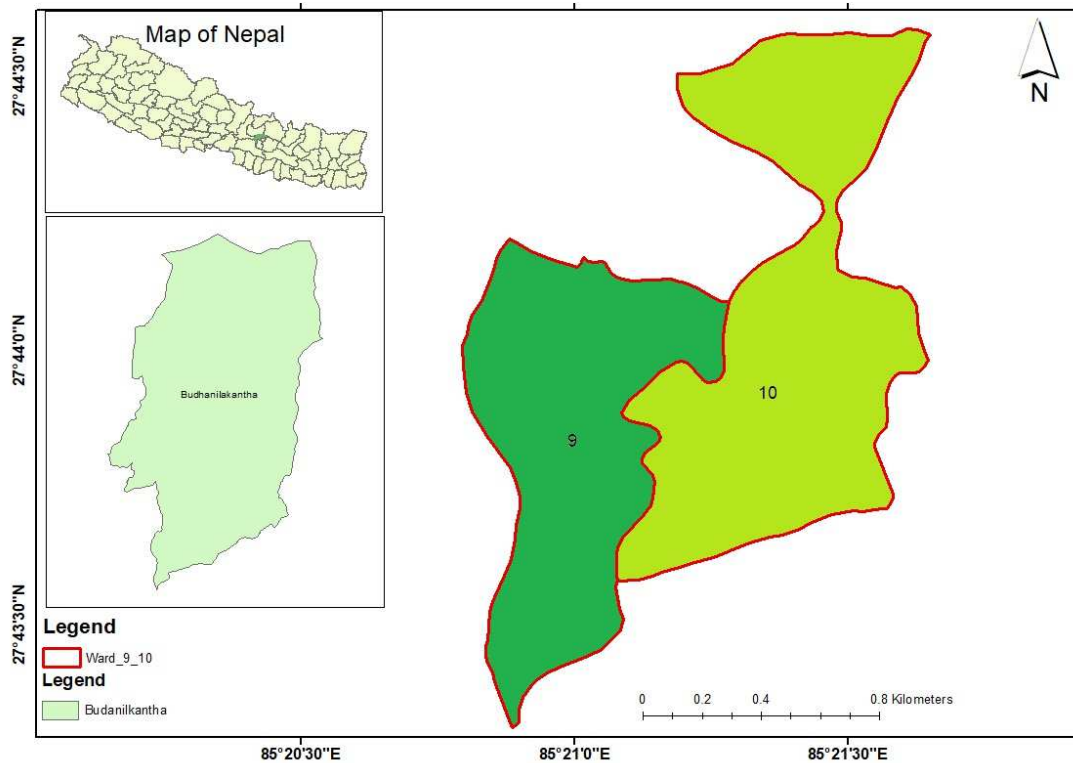 Map of Nepal
N
Budhanilakantha
9
10
Legend
Ward_9_10
Legend
Budanilkantha
0 0.2 0.4 0.8 Kilometers
27°44'30"N
27°44'0"N
27°43'30"N
85°20'30"E
85°21'0"E
85°21'30"E